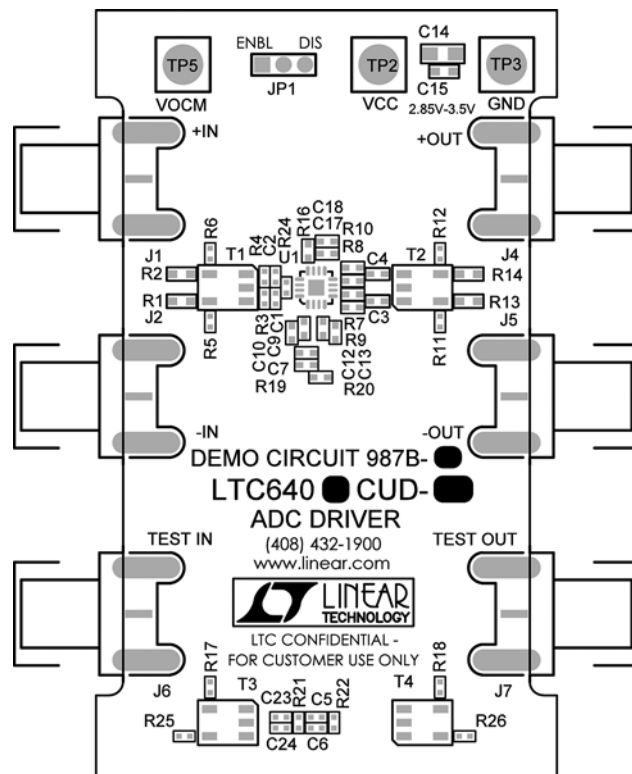 ENBL DIS
C14
TP5
TP2
TP3
JP1
C15
VOCM
VCC
2.85V-3.5V
GND
+IN
+OUT
R6
R4
C2
R24
R16
C18
C17
R10
R8
R12
J1
T1
U1
C4
T2
J4
R2
R14
R1
R13
J2
R5
R3
C1
R7
R9
C3
R11
J5
C10
C9
C7
C12
C13
R19
R20
-IN
-OUT
DEMO CIRCUIT 987B-
LTC640 CUD-
ADC DRIVER
TEST IN
TEST OUT
(408) 432-1900
www.linear.com
LINEAR
TECHNOLOGY
LTC CONFIDENTIAL -
FOR CUSTOMER USE ONLY
R17
R18
J6
T3
C23
R21
C5
R22
T4
J7
R25
C24
C6
R26